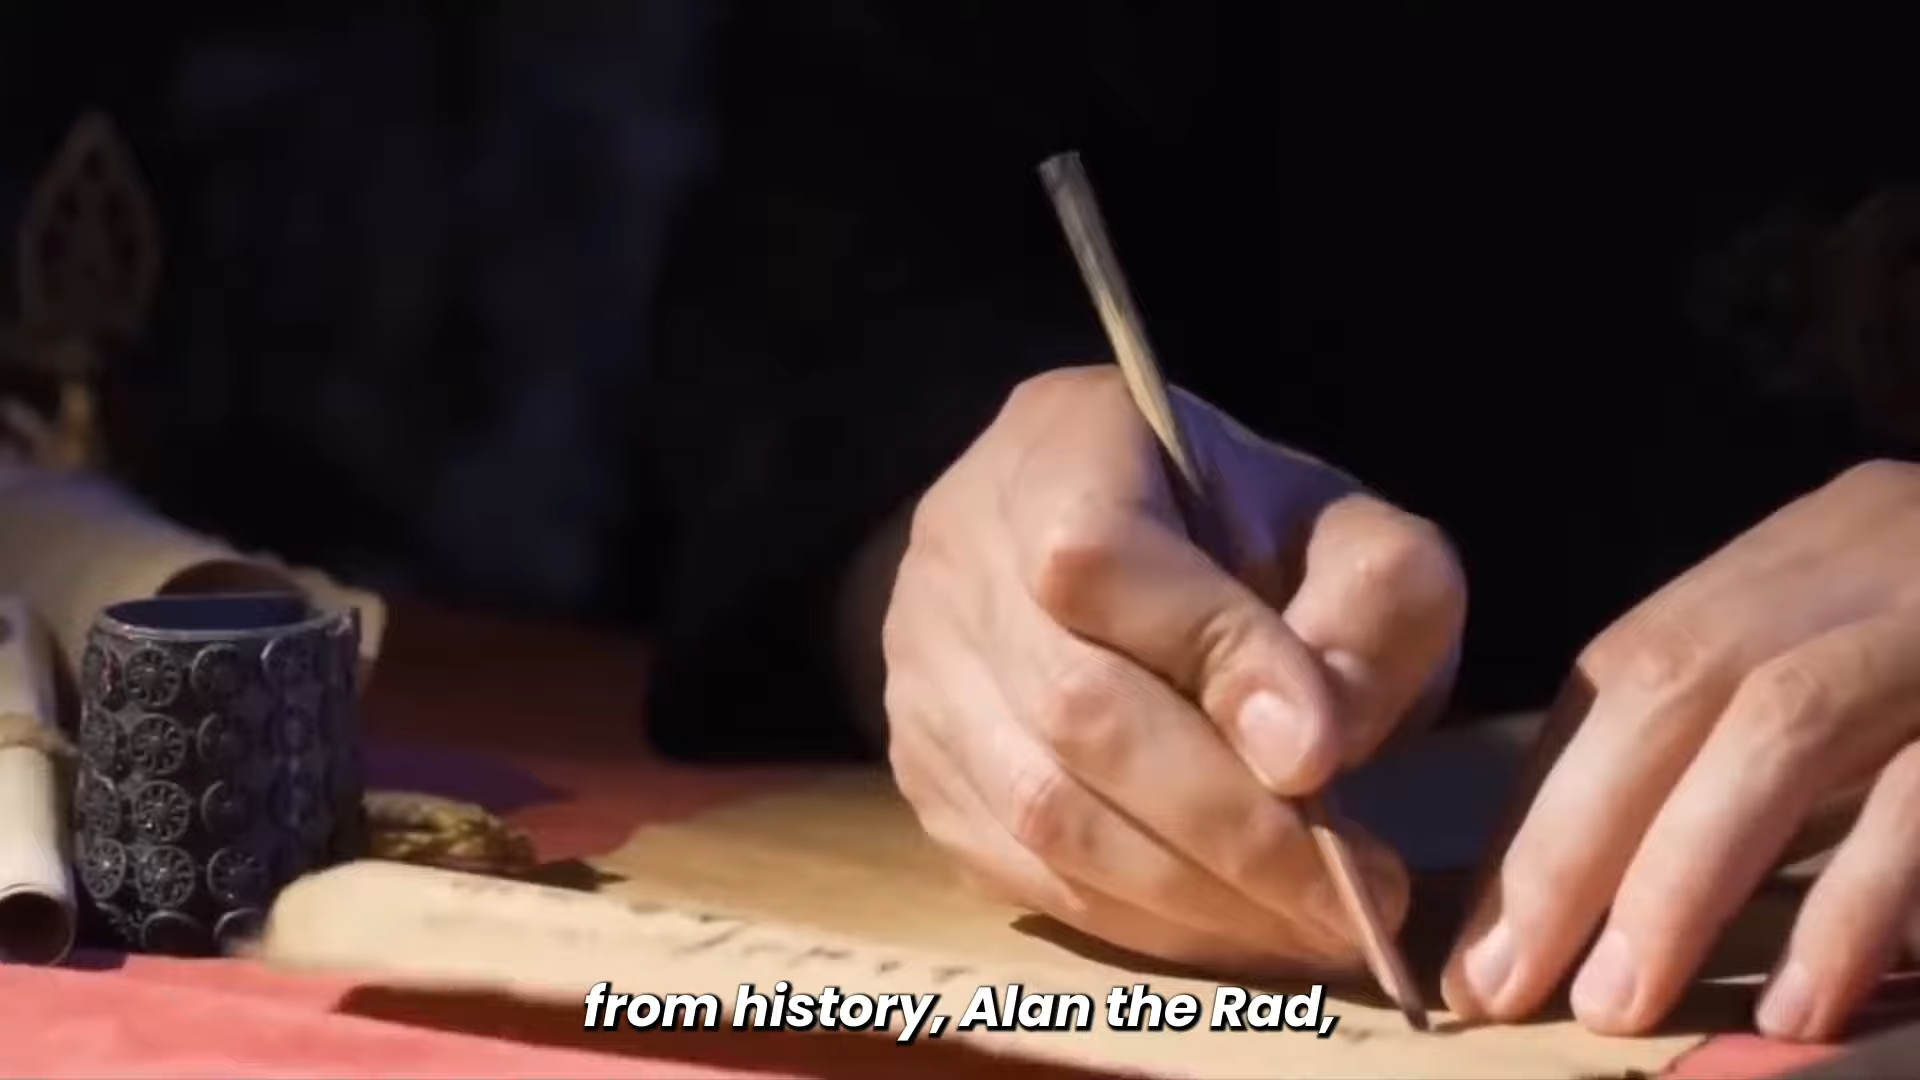 from history, Alan the Rad,